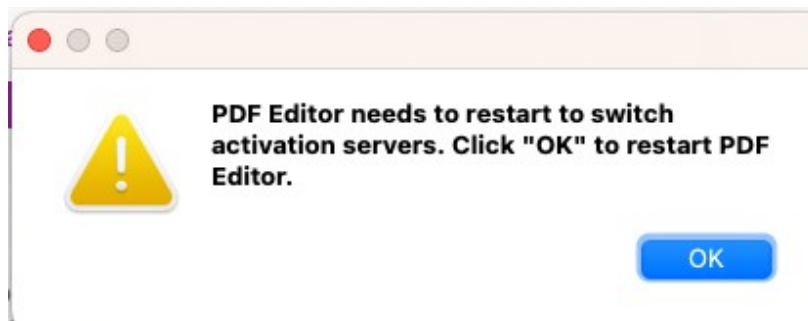 PDF Editor needs to restart to switch
activation servers. Click "OK" to restart PDF
Editor.
OK